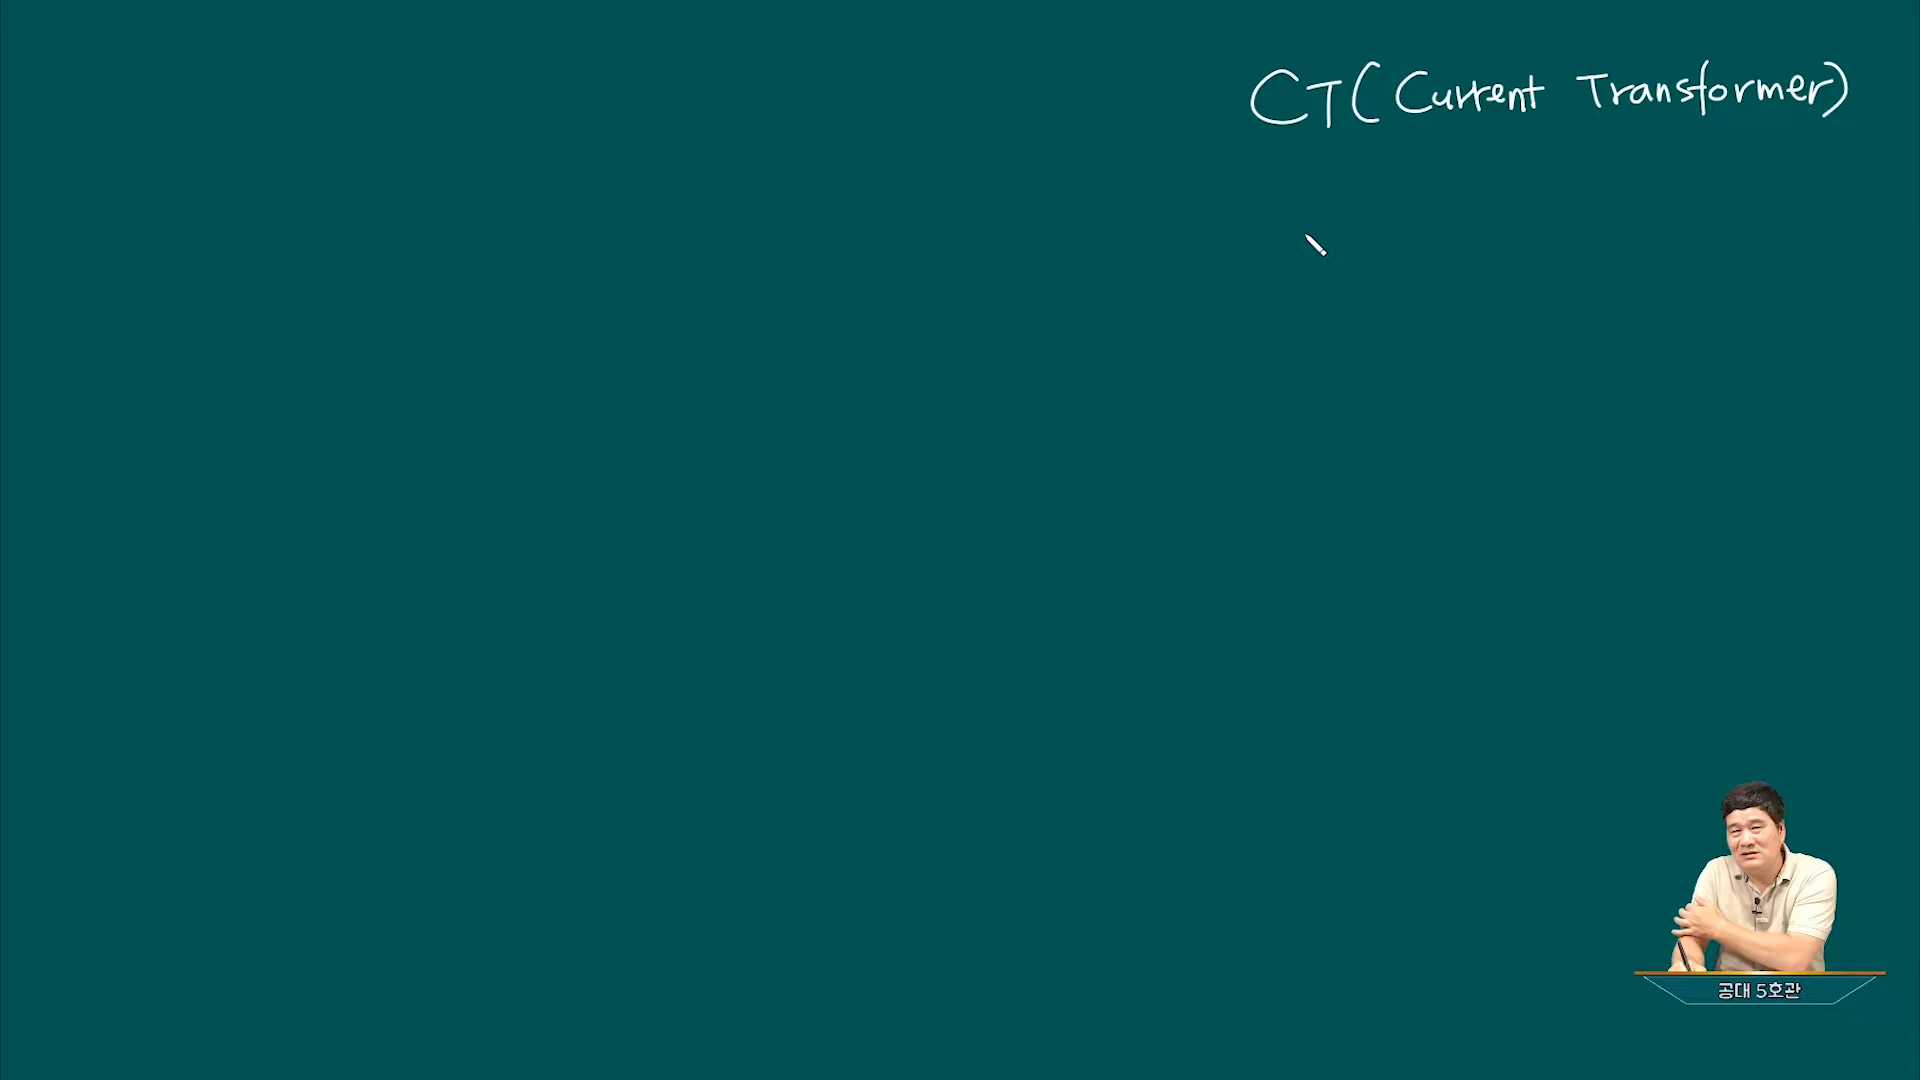 CT(Current Transformer)
공대 5호관